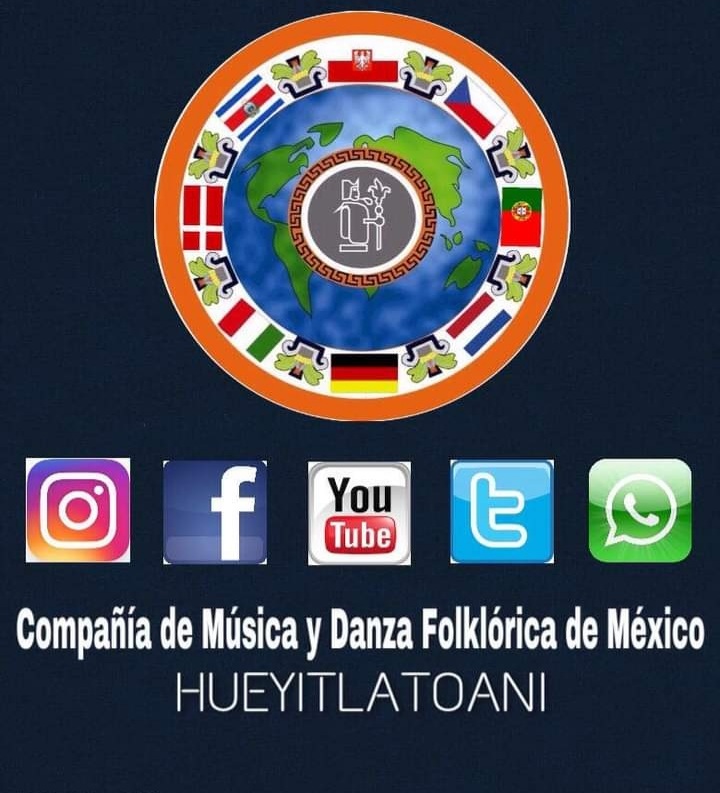 You
Tube
Compañía de Música y Danza Folklórica de México
HUEYITLATOANI